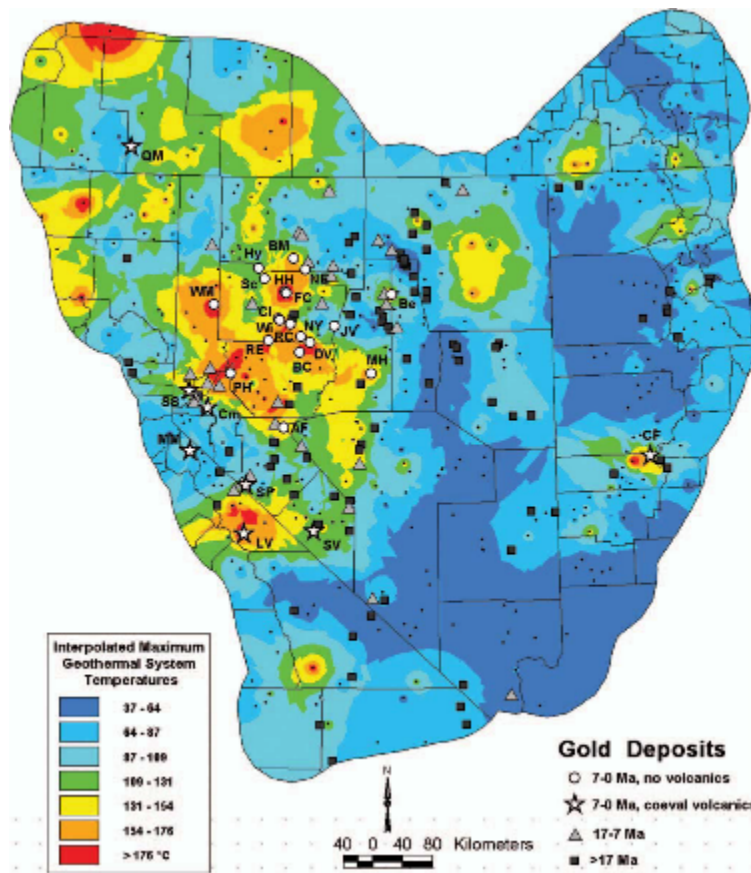 QM
BM
Hy
Sc
NE
HH
FC
WM
Be
CI
Wi
NY
JV
RC
RE
DV
BC
MH
PH
SB
Cm
AF
MM
CF
SP
LV
SV
Interpolated Maximum
Geothermal System
Temperatures
37 - 64
64 - 87
87 - 109
109 - 131
131 - 154
154 - 176
>176 °C
N
40 0 40 80 Kilometers
Gold Deposits
7-0 Ma, no volcanics
7-0 Ma, coeval volcanics
17-7 Ma
>17 Ma